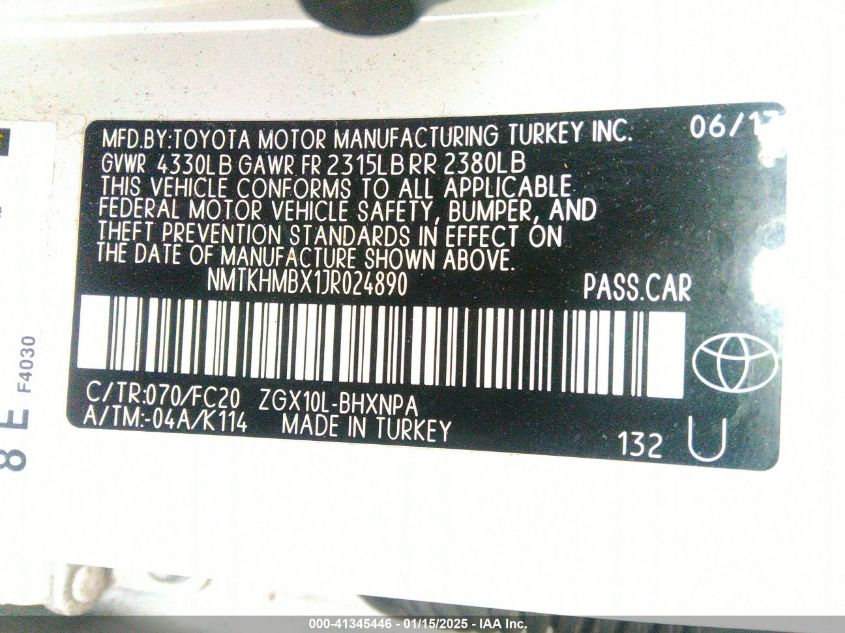 MFD.BY:TOYOTA MOTOR MANUFACTURING TURKEY INC. 06/17
GVWR 4330LB GAWR FR 2315LB RR 2380LB
THIS VEHICLE CONFORMS TO ALL APPLICABLE
FEDERAL MOTOR VEHICLE SAFETY, BUMPER, AND
THEFT PREVENTION STANDARDS IN EFFECT ON
THE DATE OF MANUFACTURE SHOWN ABOVE.
NMTKHMBX1JR024890 PASS.CAR
C/TR:070/FC20 ZGX10L-BHXNPA
A/TM:-04A/K114 MADE IN TURKEY
132 U
8 E F4030
000-41345446 - 01/15/2025 - IAA Inc.